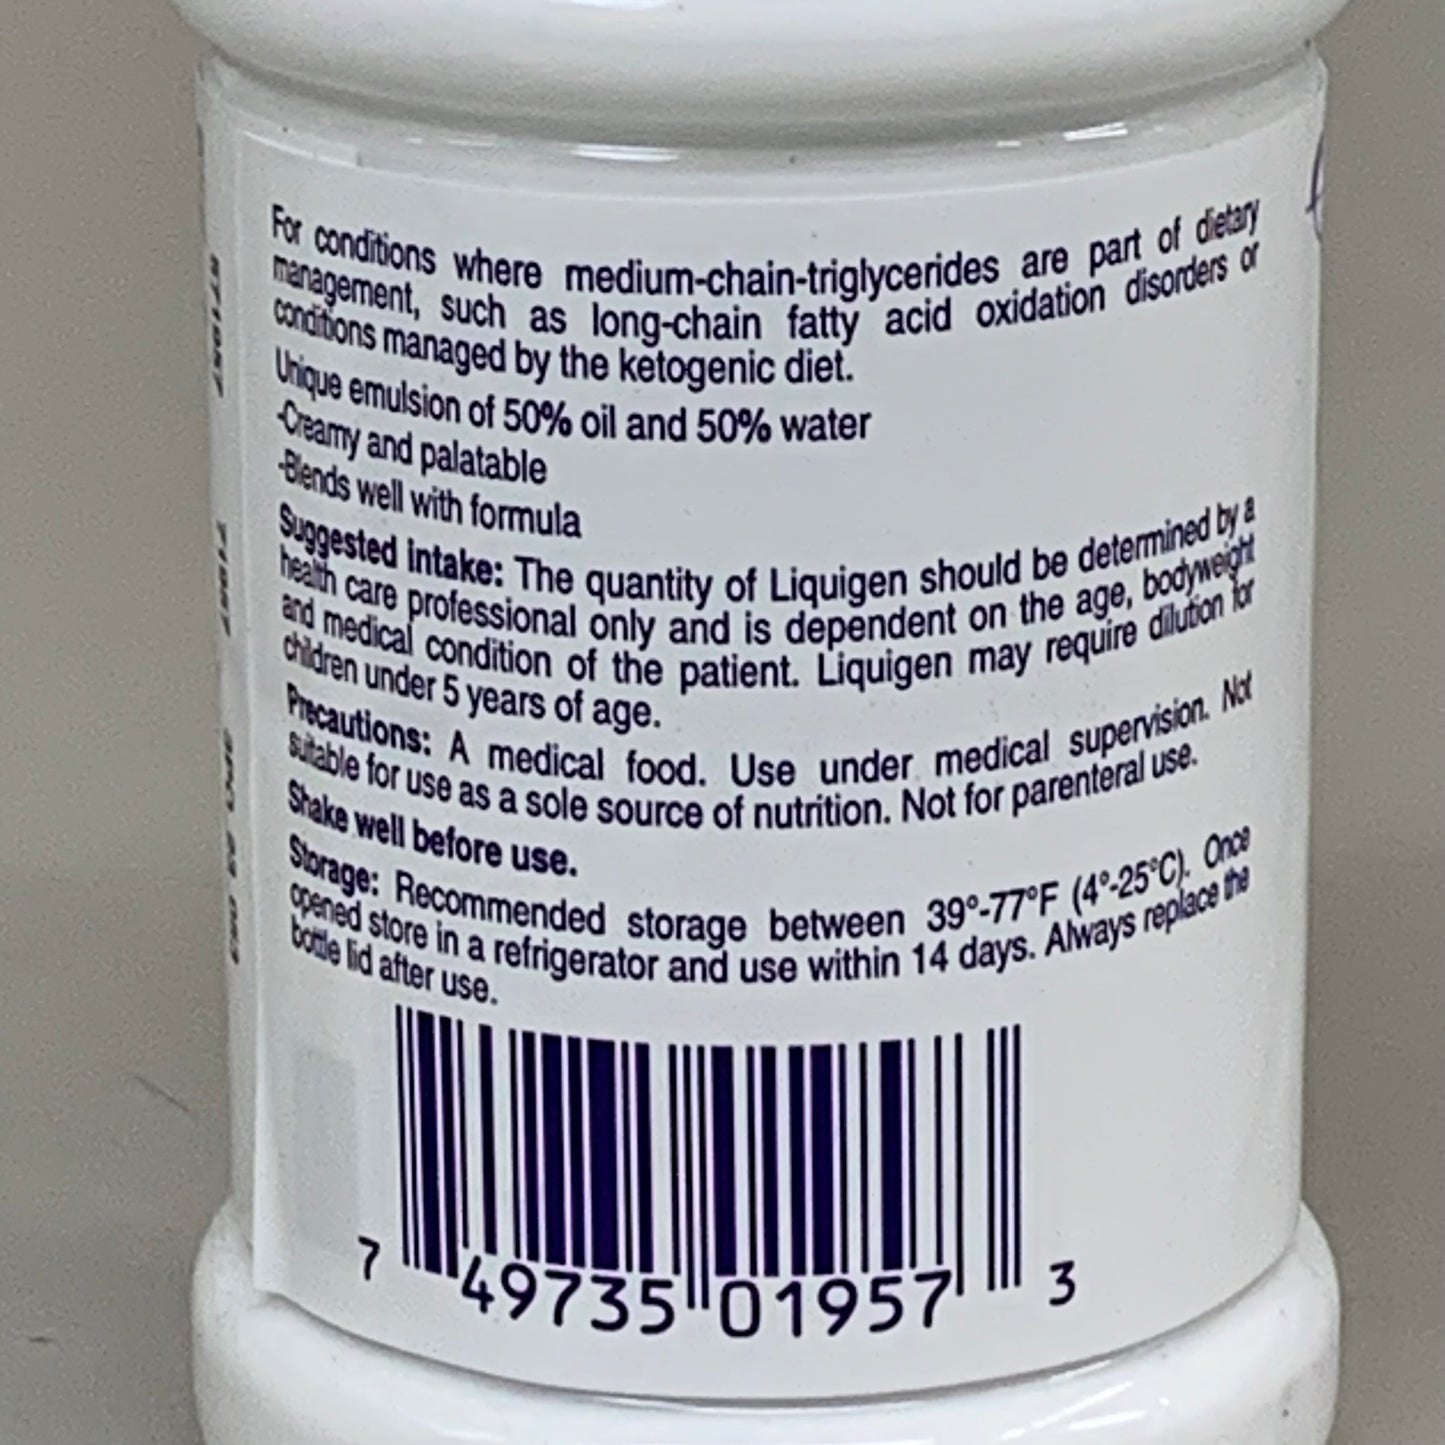 For conditions where medium-chain-triglycerides are part of dietary
management, such as long-chain fatty acid oxidation disorders or
conditions managed by the ketogenic diet.
Unique emulsion of 50% oil and 50% water
-Creamy and palatable
-Blends well with formula
Suggested intake: The quantity of Liquigen should be determined by a
health care professional only and is dependent on the age, bodyweight
and medical condition of the patient. Liquigen may require dilution for
children under 5 years of age.
Precautions: A medical food. Use under medical supervision. Not
suitable for use as a sole source of nutrition. Not for parenteral use.
Shake well before use.
Storage: Recommended storage between 39°-77°F (4°-25°C). Once
opened store in a refrigerator and use within 14 days. Always replace the
bottle lid after use.
7 49735 01957 3